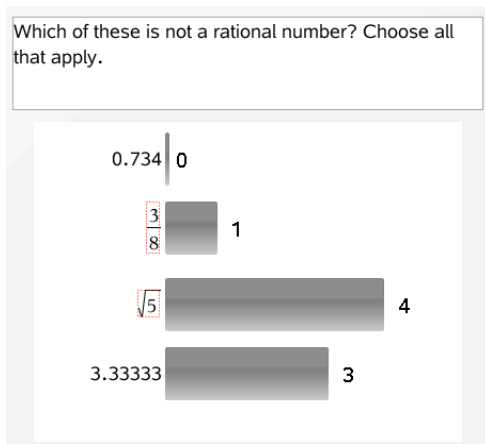 Which of these is not a rational number? Choose all
that apply.
0.734 0
3/8 1
√5 4
3.33333 3